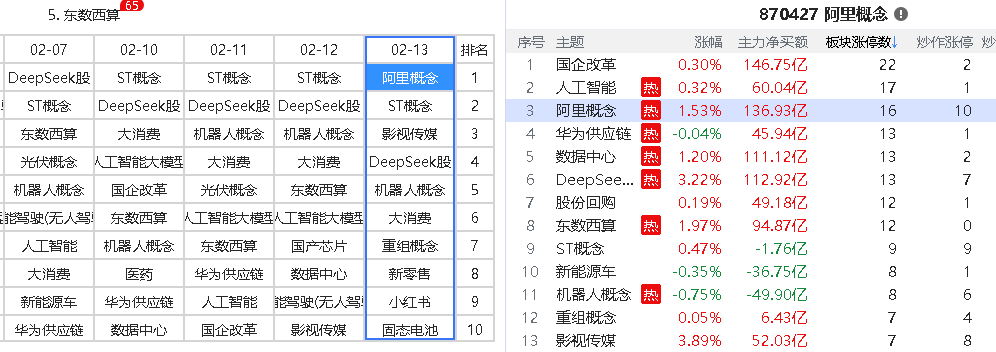 5. 东数西算 65
02-07 02-10 02-11 02-12 02-13 排名
DeepSeek股 ST概念 ST概念 ST概念 阿里概念 1
ST概念 DeepSeek股 DeepSeek股 DeepSeek股 ST概念 2
东数西算 大消费 机器人概念 机器人概念 影视传媒 3
光伏概念 人工智能大模型 大消费 大消费 DeepSeek股 4
机器人概念 国企改革 光伏概念 东数西算 机器人概念 5
能驾驶(无人驾 东数西算 人工智能大模型 人工智能大模型 大消费 6
人工智能 机器人概念 东数西算 国产芯片 重组概念 7
大消费 医药 华为供应链 数据中心 新零售 8
新能源车 华为供应链 人工智能 能驾驶(无人驾 小红书 9
华为供应链 数据中心 国企改革 影视传媒 固态电池 10
870427 阿里概念
序号 主题 涨幅 主力净买额 板块涨停数↓ 炒作涨停 炒
1 国企改革 0.30% 146.75亿 22 2
2 人工智能 热 0.32% 60.04亿 17 1
3 阿里概念 热 1.53% 136.93亿 16 10
4 华为供应链 热 -0.04% 45.94亿 13 1
5 数据中心 热 1.20% 111.12亿 13 2
6 DeepSee... 热 3.22% 112.92亿 13 7
7 股份回购 0.19% 49.18亿 12 1
8 东数西算 热 1.97% 94.87亿 12 0
9 ST概念 0.47% -1.76亿 9 9
10 新能源车 -0.35% -36.75亿 8 1
11 机器人概念 热 -0.75% -49.90亿 8 6
12 重组概念 0.05% 6.43亿 7 4
13 影视传媒 3.89% 52.03亿 7 8